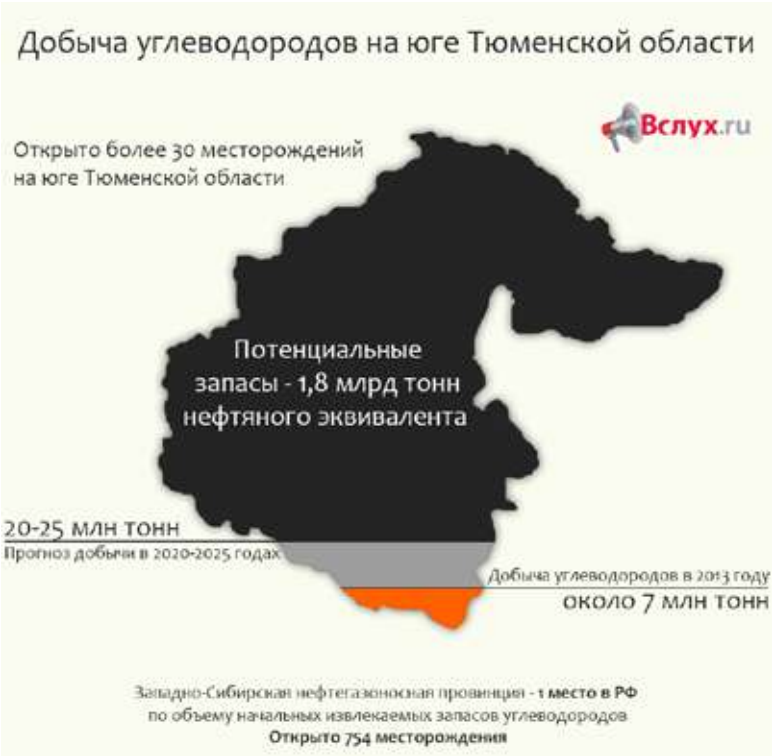 Добыча углеводородов на юге Тюменской области
Вслух.ru
Открыто более 30 месторождений
на юге Тюменской области
Потенциальные
запасы - 1,8 млрд тонн
нефтяного эквивалента
20-25 млн тонн
Прогноз добычи в 2020-2025 годах
Добыча углеводородов в 2013 году
около 7 млн тонн
Западно-Сибирская нефтегазоносная провинция - 1 место в РФ
по объему начальных извлекаемых запасов углеводородов
Открыто 754 месторождения